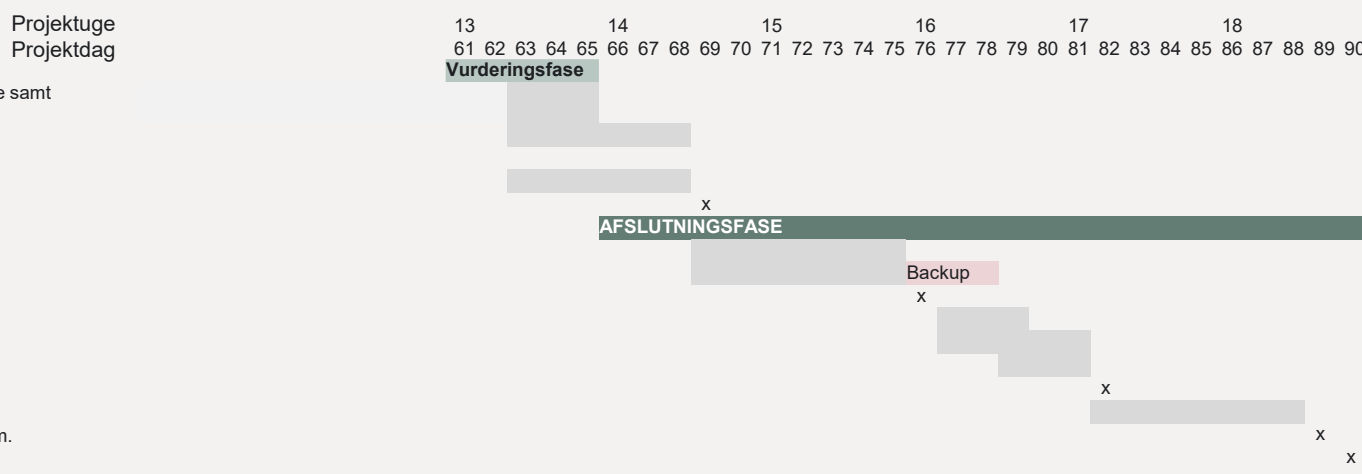 Projektuge 13 14 15 16 17 18
Projektdag 61 62 63 64 65 66 67 68 69 70 71 72 73 74 75 76 77 78 79 80 81 82 83 84 85 86 87 88 89 90
Vurderingsfase
e samt
x
AFSLUTNINGSFASE
Backup
x
x
x
x